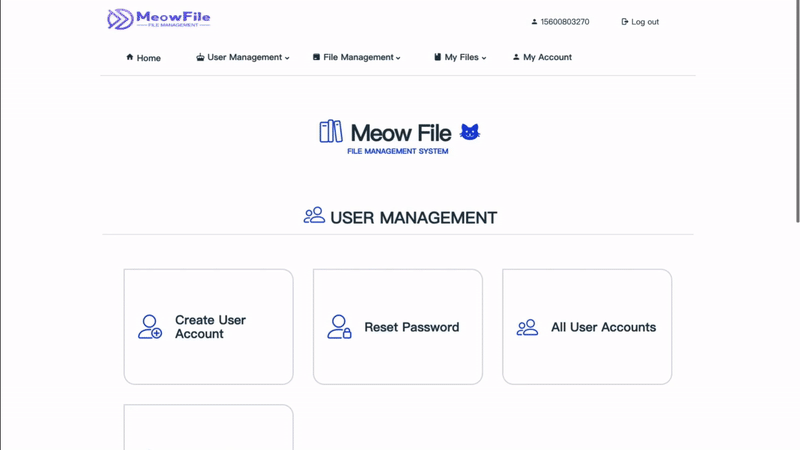 MeowFile
FILE MANAGEMENT
15600803270
Log out
Home
User Management
File Management
My Files
My Account
Meow File
FILE MANAGEMENT SYSTEM
USER MANAGEMENT
Create User
Account
Reset Password
All User Accounts